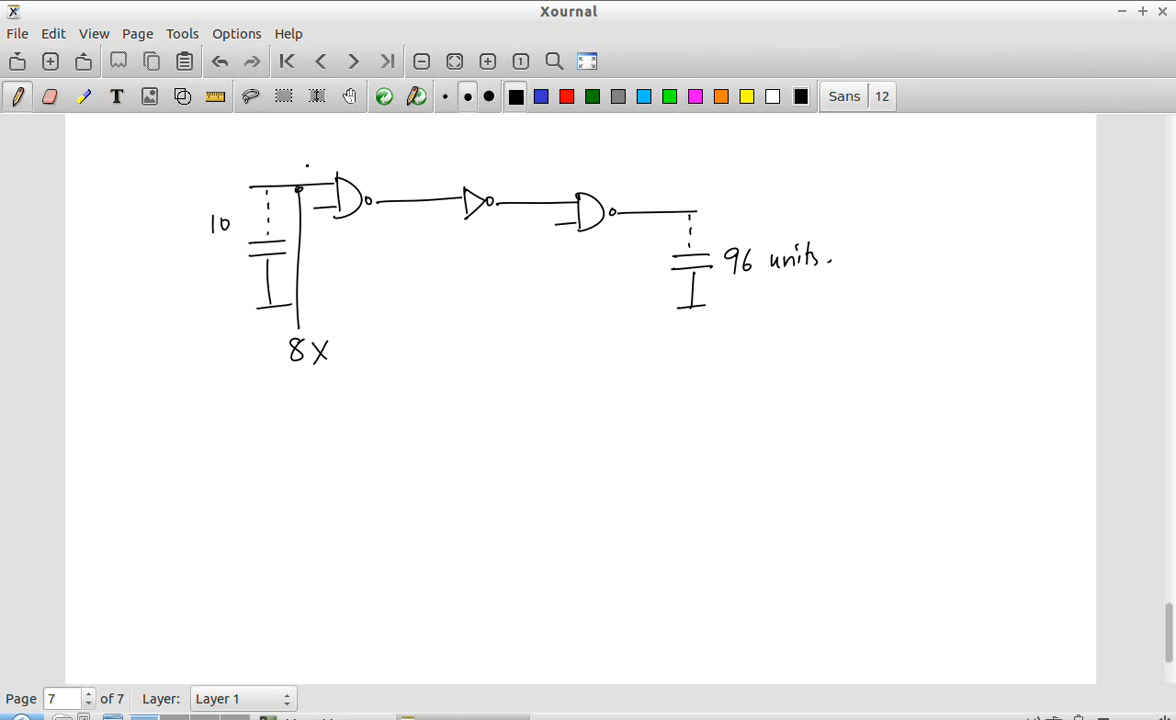 Xournal
File Edit View Page Tools Options Help
Sans 12
10
96 units.
8X
Page 7 of 7 Layer: Layer 1